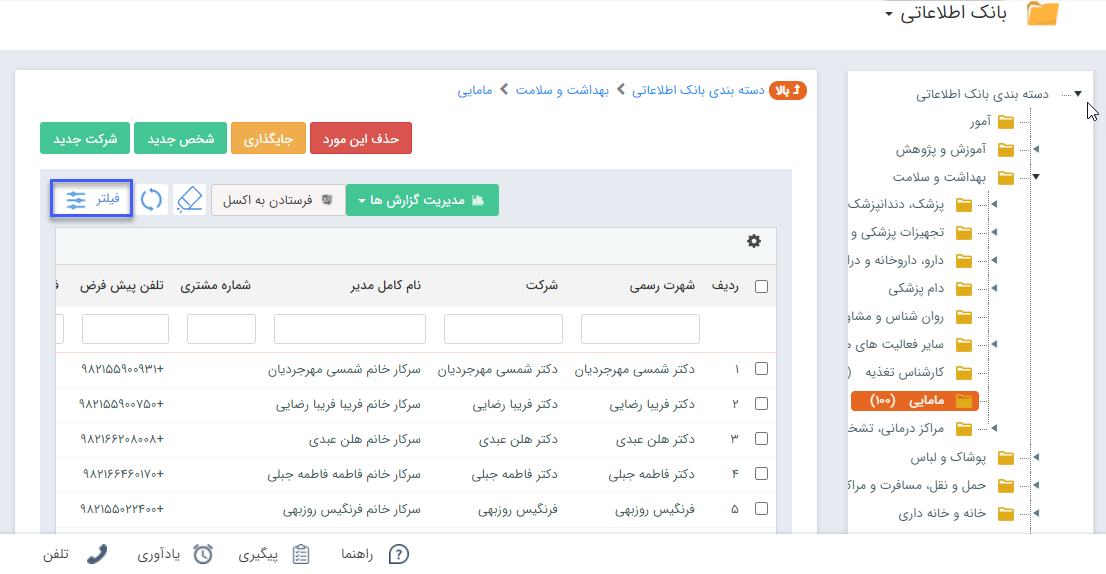 بانک اطلاعاتی
دسته بندی بانک اطلاعاتی
آمور
آموزش و پژوهش
بهداشت و سلامت
پزشک، دندانپزشک
تجهیزات پزشکی و
دارو، داروخانه و درا
دام پزشکی
روان شناس و مشاو
سایر فعالیت های م
کارشناس تغذیه (
مامایی (۱۰۰)
مراکز درمانی، تشخ
پوشاک و لباس
حمل و نقل، مسافرت و مراک
خانه و خانه داری
بالا دسته بندی بانک اطلاعاتی بهداشت و سلامت مامایی
حذف این مورد جایگذاری شخص جدید شرکت جدید
مدیریت گزارش ها فرستادن به اکسل فیلتر
ردیف شهرت رسمی شرکت نام کامل مدیر شماره مشتری تلفن پیش فرض
۱ دکتر شمسی مهرجردیان دکتر شمسی مهرجردیان سرکار خانم شمسی مهرجردیان +۹۸۲۱۵۵۹۰۰۹۳۱
۲ دکتر فریبا رضایی دکتر فریبا رضایی سرکار خانم فریبا فریبا رضایی +۹۸۲۱۵۵۹۰۰۷۵۰
۳ دکتر هلن عبدی دکتر هلن عبدی سرکار خانم هلن عبدی +۹۸۲۱۶۶۲۰۸۰۰۸
۴ دکتر فاطمه جبلی دکتر فاطمه جبلی سرکار خانم فاطمه فاطمه جبلی +۹۸۲۱۶۶۴۶۰۱۷۰
۵ فرنگیس روزبهی فرنگیس روزبهی سرکار خانم فرنگیس روزبهی +۹۸۲۱۵۵۰۲۲۴۰۰
راهنما پیگیری یادآوری تلفن